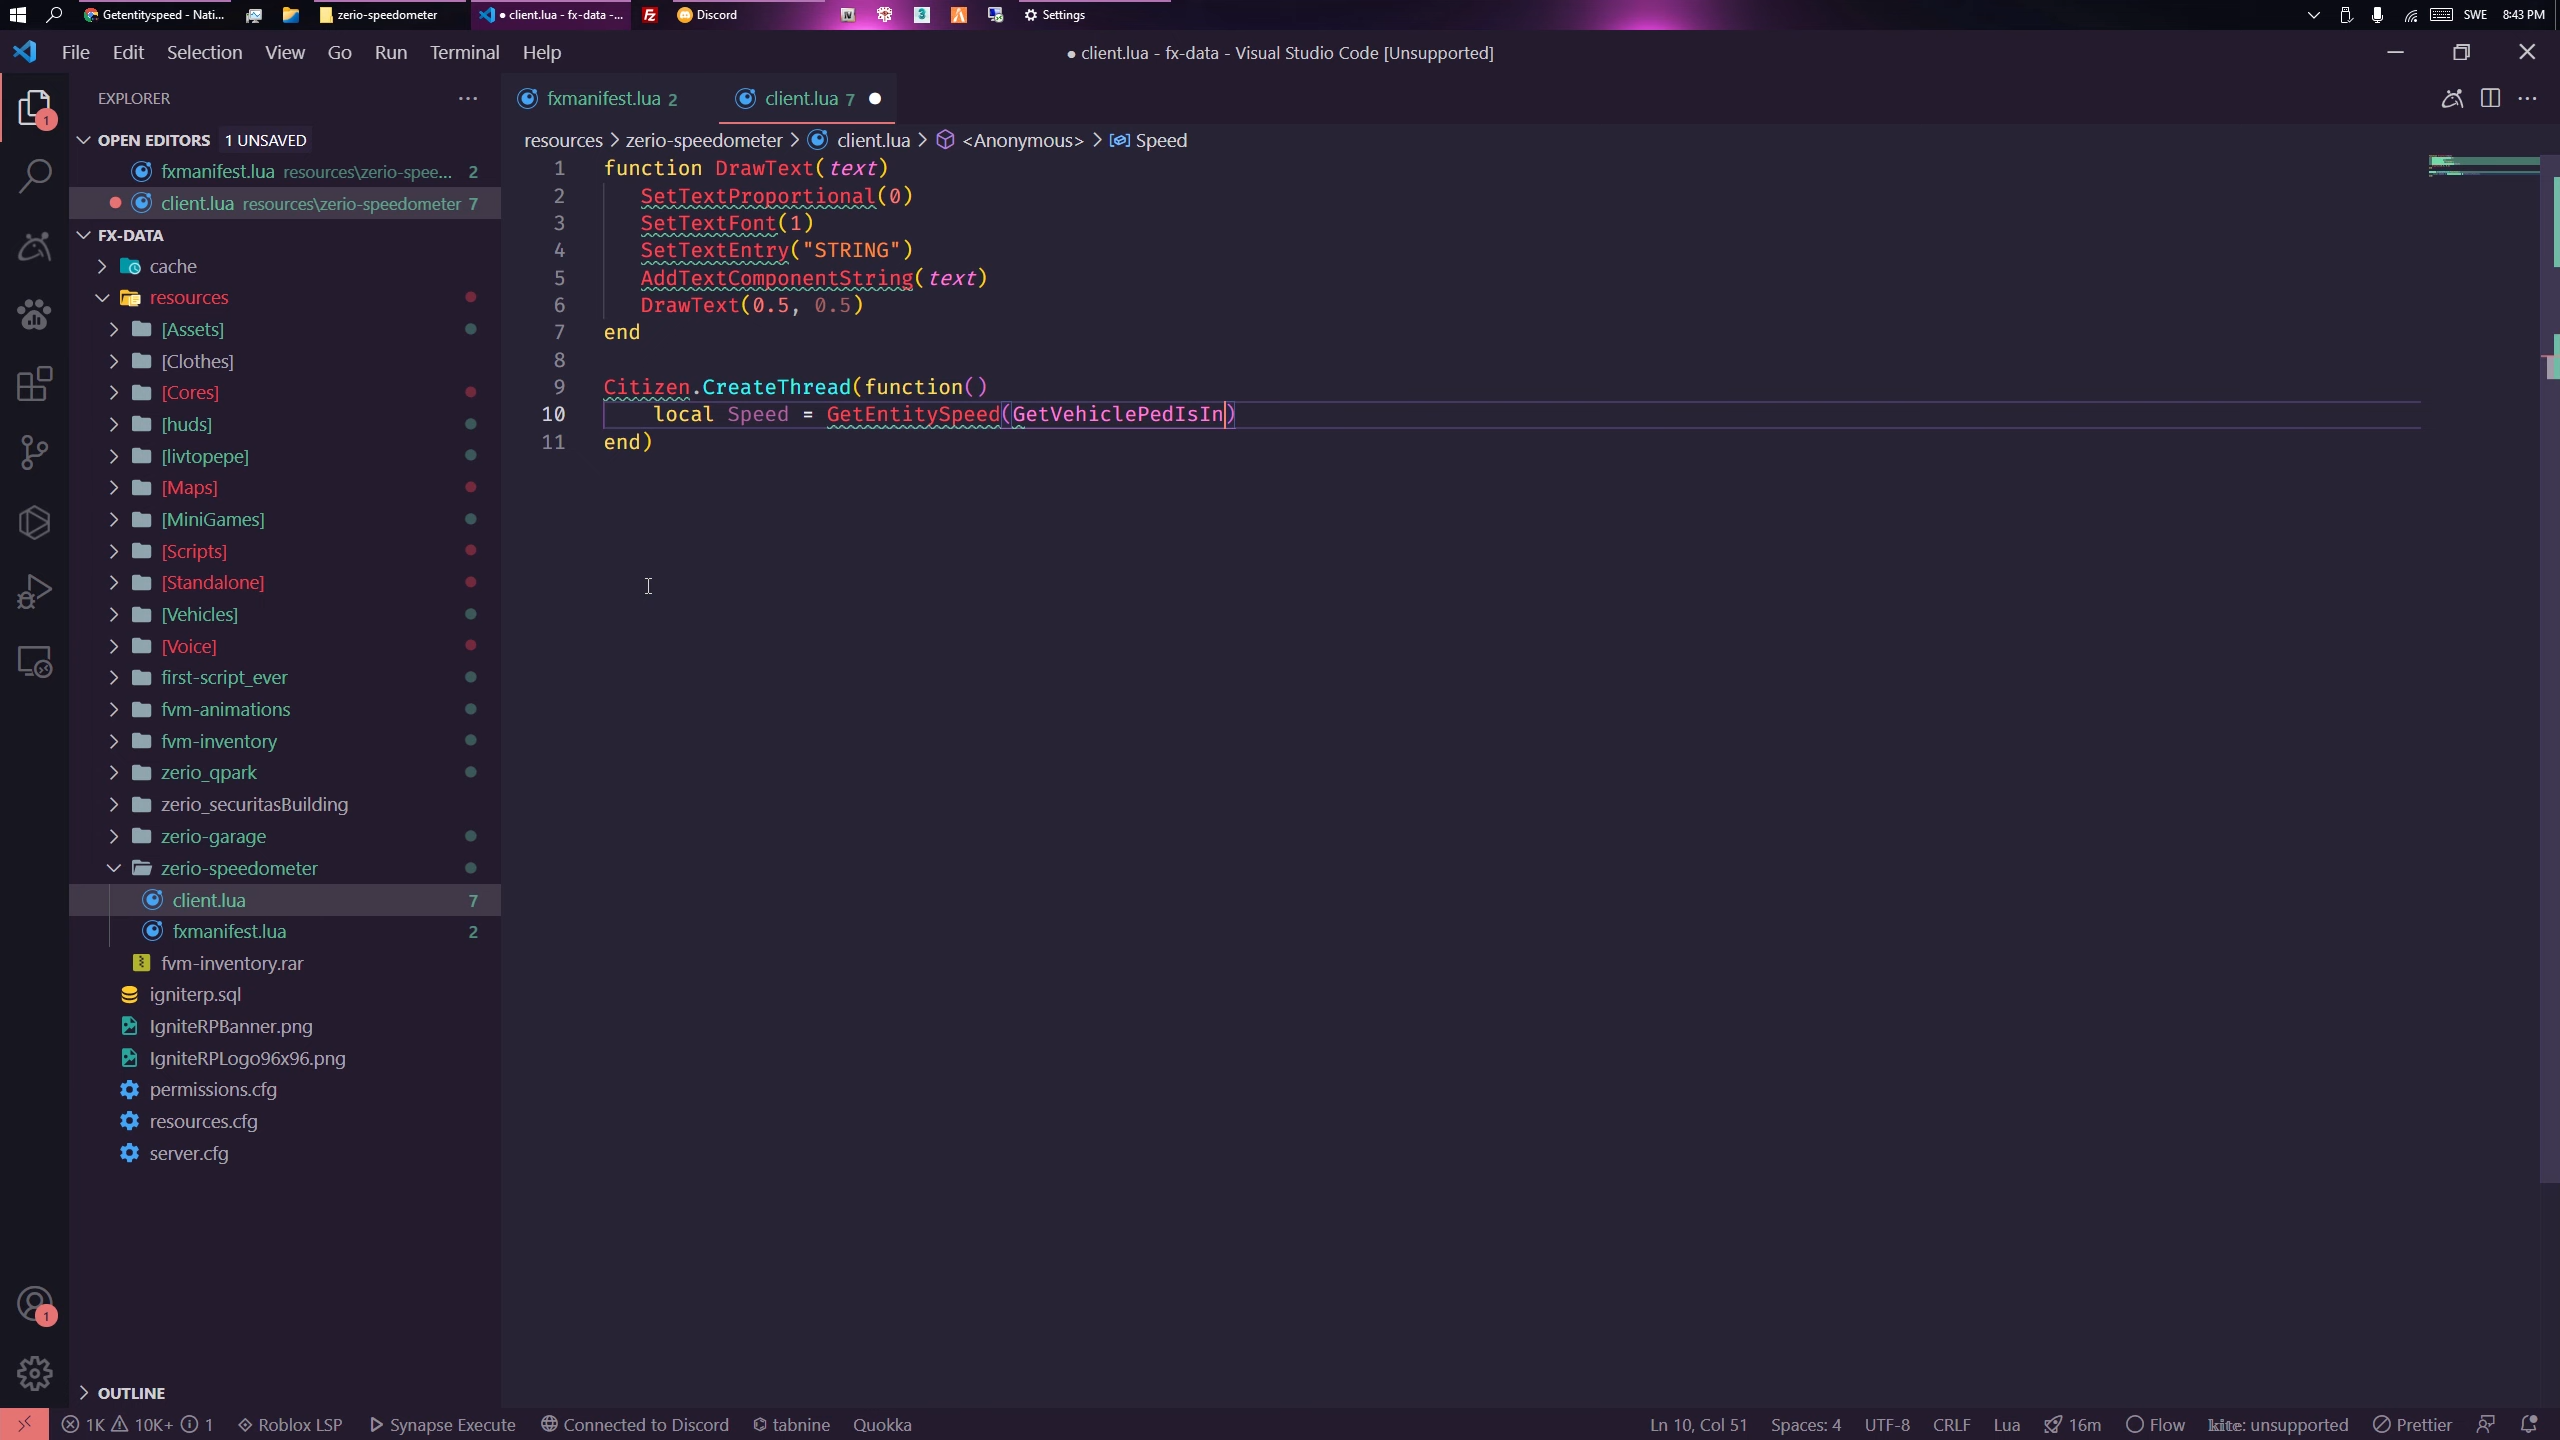 Getentityspeed - Nati...
zerio-speedometer
● client.lua - fx-data -...
Fz
Discord
Settings
SWE
8:43 PM
File Edit Selection View Go Run Terminal Help
● client.lua - fx-data - Visual Studio Code [Unsupported]
EXPLORER
OPEN EDITORS 1 UNSAVED
fxmanifest.lua resources\zerio-spee... 2
client.lua resources\zerio-speedometer 7
FX-DATA
cache
resources
[Assets]
[Clothes]
[Cores]
[huds]
[livtopepe]
[Maps]
[MiniGames]
[Scripts]
[Standalone]
[Vehicles]
[Voice]
first-script_ever
fvm-animations
fvm-inventory
zerio_qpark
zerio_securitasBuilding
zerio-garage
zerio-speedometer
client.lua 7
fxmanifest.lua 2
fvm-inventory.rar
igniterp.sql
IgniteRPBanner.png
IgniteRPLogo96x96.png
permissions.cfg
resources.cfg
server.cfg
OUTLINE
1
1
fxmanifest.lua 2
client.lua 7
resources > zerio-speedometer > client.lua > <Anonymous> > Speed
1 function DrawText(text)
2 SetTextProportional(0)
3 SetTextFont(1)
4 SetTextEntry("STRING")
5 AddTextComponentString(text)
6 DrawText(0.5, 0.5)
7 end
8
9 Citizen.CreateThread(function()
10 local Speed = GetEntitySpeed(GetVehiclePedIsIn)
11 end)
1K 10K+ 1 Roblox LSP Synapse Execute Connected to Discord tabnine Quokka
Ln 10, Col 51 Spaces: 4 UTF-8 CRLF Lua 16m Flow kite: unsupported Prettier